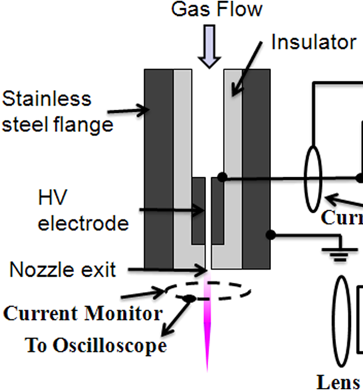 Gas Flow
Insulator
Stainless
steel flange
HV
electrode
Nozzle exit
Current Monitor
To Oscilloscope
Lens